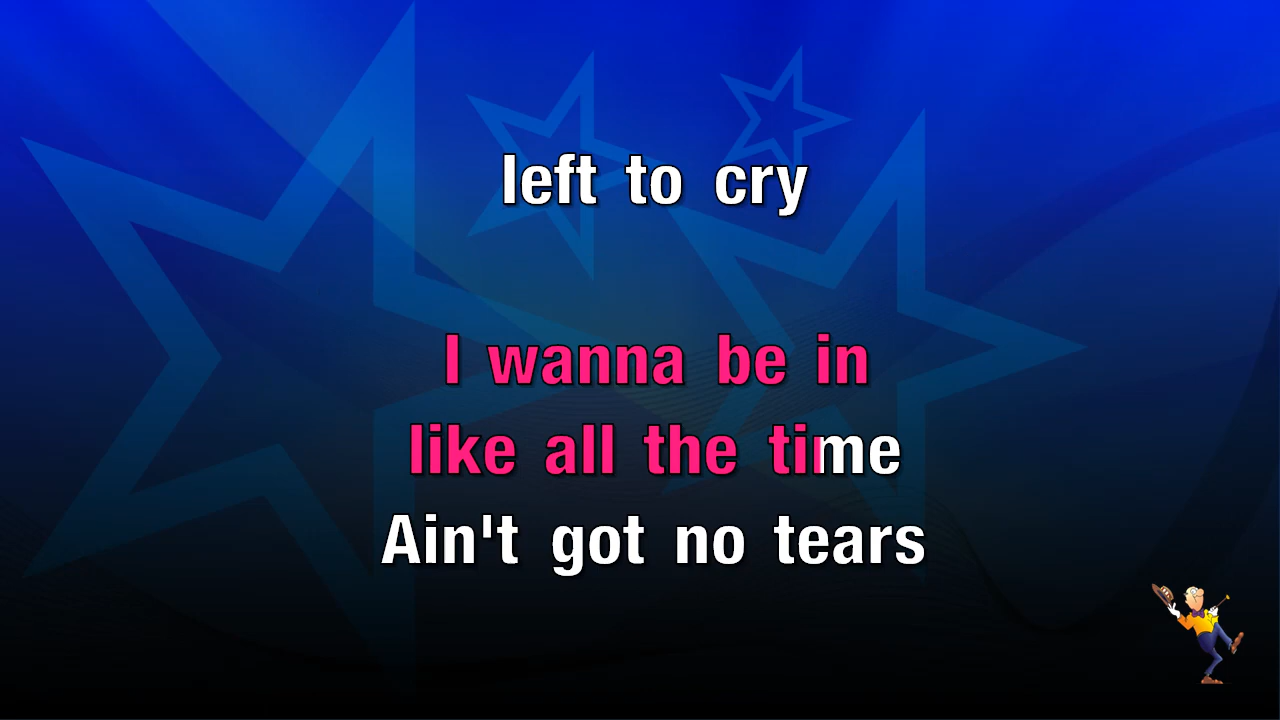 left to cry
I wanna be in
like all the time
Ain't got no tears